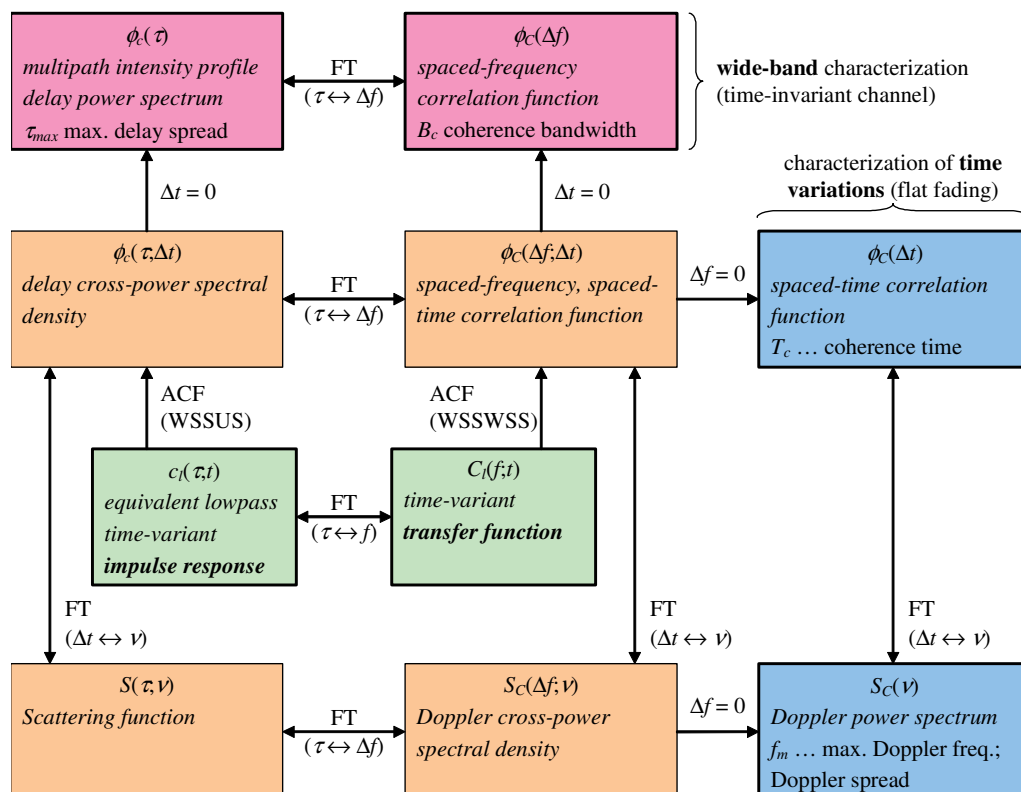 ϕc(τ)
multipath intensity profile
delay power spectrum
τmax max. delay spread
FT
(τ ↔ Δf)
ϕC(Δf)
spaced-frequency
correlation function
Bc coherence bandwidth
wide-band characterization
(time-invariant channel)
Δt = 0
Δt = 0
characterization of time
variations (flat fading)
ϕc(τ;Δt)
delay cross-power spectral
density
FT
(τ ↔ Δf)
ϕC(Δf;Δt)
spaced-frequency, spaced-
time correlation function
Δf = 0
ϕC(Δt)
spaced-time correlation
function
Tc … coherence time
ACF
(WSSUS)
ACF
(WSSWSS)
cl(τ;t)
equivalent lowpass
time-variant
impulse response
FT
(τ ↔ f)
Cl(f;t)
time-variant
transfer function
FT
(Δt ↔ ν)
FT
(Δt ↔ ν)
FT
(Δt ↔ ν)
S(τ;ν)
Scattering function
FT
(τ ↔ Δf)
SC(Δf;ν)
Doppler cross-power
spectral density
Δf = 0
SC(ν)
Doppler power spectrum
fm … max. Doppler freq.;
Doppler spread